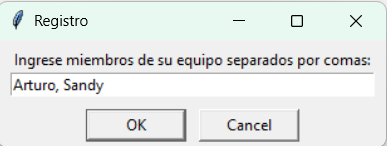 Registro
Ingrese miembros de su equipo separados por comas:
Arturo, Sandy
OK Cancel